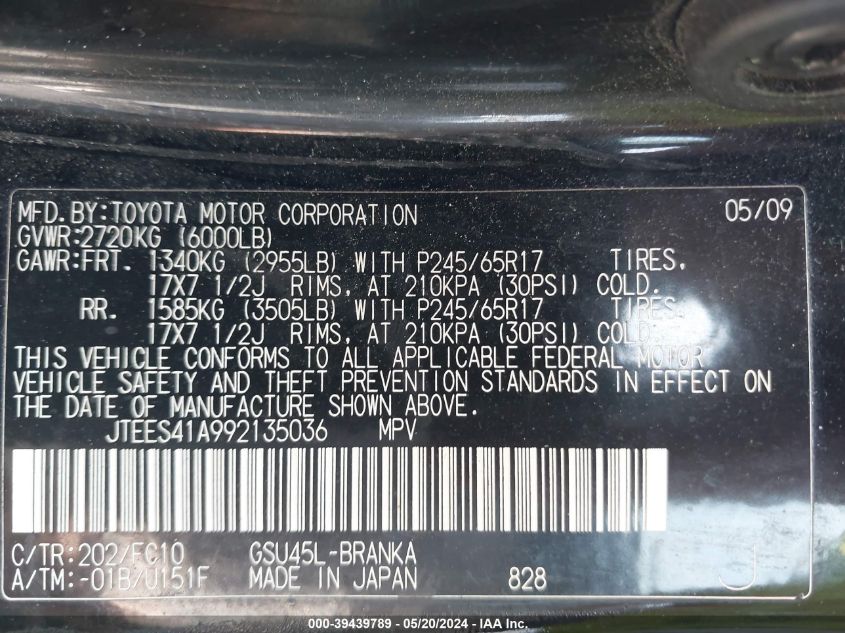 MFD.BY:TOYOTA MOTOR CORPORATION 05/09
GVWR:2720KG (6000LB)
GAWR:FRT. 1340KG (2955LB) WITH P245/65R17 TIRES,
17X7 1/2J RIMS, AT 210KPA (30PSI) COLD.
RR. 1585KG (3505LB) WITH P245/65R17 TIRES,
17X7 1/2J RIMS, AT 210KPA (30PSI) COLD.
THIS VEHICLE CONFORMS TO ALL APPLICABLE FEDERAL MOTOR
VEHICLE SAFETY AND THEFT PREVENTION STANDARDS IN EFFECT ON
THE DATE OF MANUFACTURE SHOWN ABOVE.
JTEES41A992135036 MPV
C/TR:202/FC10 GSU45L-BRANKA
A/TM:-01B/U151F MADE IN JAPAN 828 J
000-39439789 - 05/20/2024 - IAA Inc.